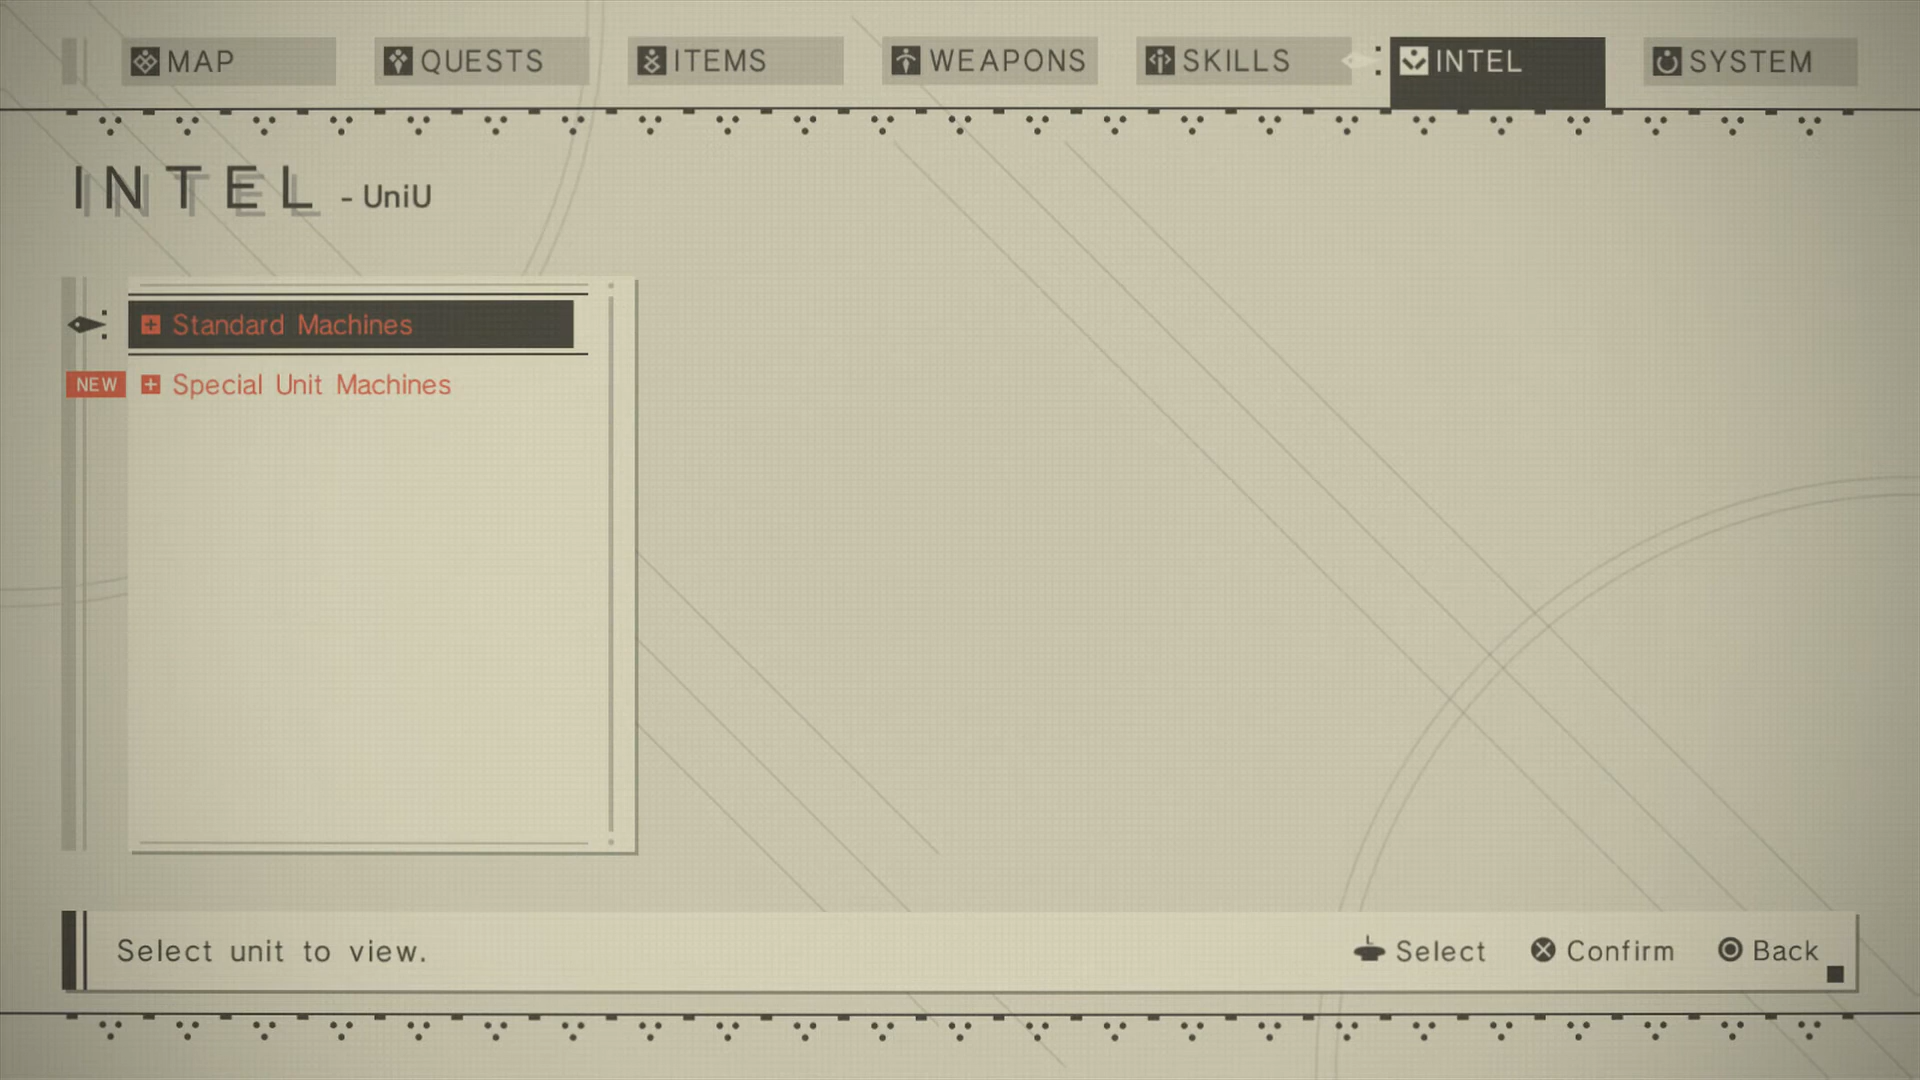 MAP QUESTS ITEMS WEAPONS SKILLS INTEL SYSTEM
INTEL - UniU
Standard Machines
NEW Special Unit Machines
Select unit to view. L Select Confirm Back